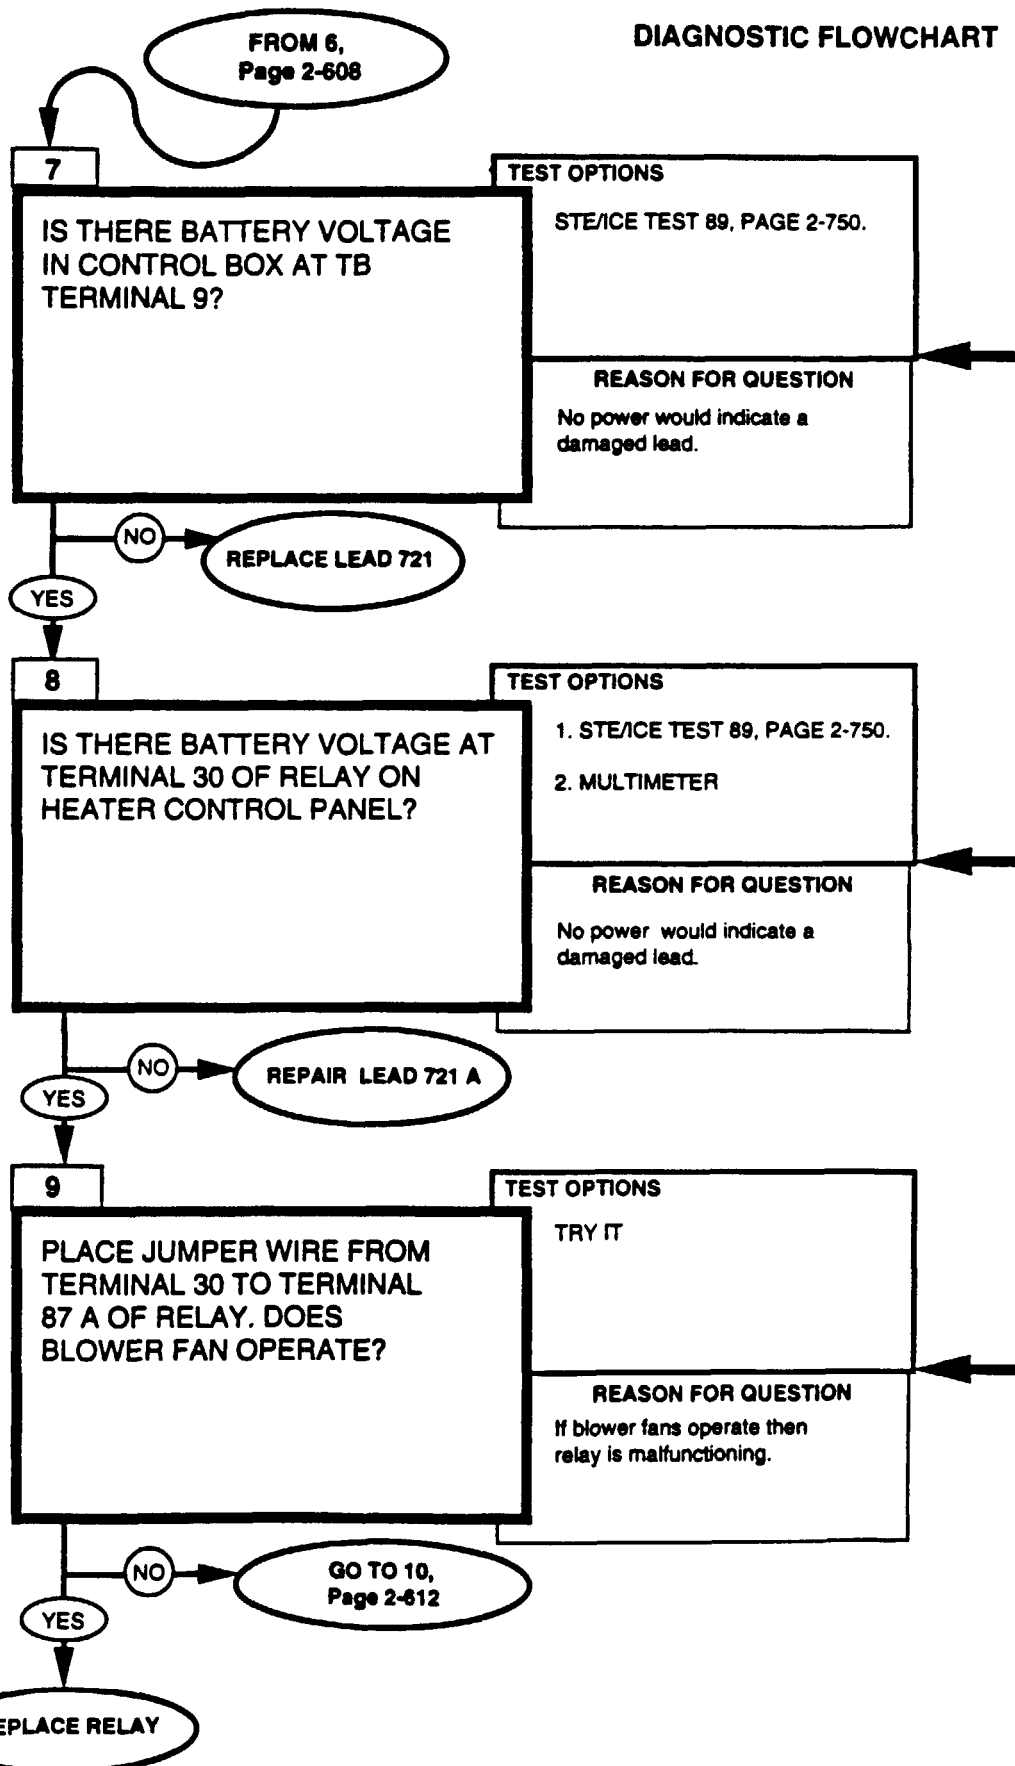 FROM 6,
Page 2-608
DIAGNOSTIC FLOWCHART
7
IS THERE BATTERY VOLTAGE
IN CONTROL BOX AT TB
TERMINAL 9?
TEST OPTIONS
STE/ICE TEST 89, PAGE 2-750.
REASON FOR QUESTION
No power would indicate a
damaged lead.
NO
REPLACE LEAD 721
YES
8
IS THERE BATTERY VOLTAGE AT
TERMINAL 30 OF RELAY ON
HEATER CONTROL PANEL?
TEST OPTIONS
1. STE/ICE TEST 89, PAGE 2-750.
2. MULTIMETER
REASON FOR QUESTION
No power would indicate a
damaged lead.
NO
REPAIR LEAD 721 A
YES
9
PLACE JUMPER WIRE FROM
TERMINAL 30 TO TERMINAL
87 A OF RELAY. DOES
BLOWER FAN OPERATE?
TEST OPTIONS
TRY IT
REASON FOR QUESTION
If blower fans operate then
relay is malfunctioning.
NO
GO TO 10,
Page 2-612
YES
EPLACE RELAY